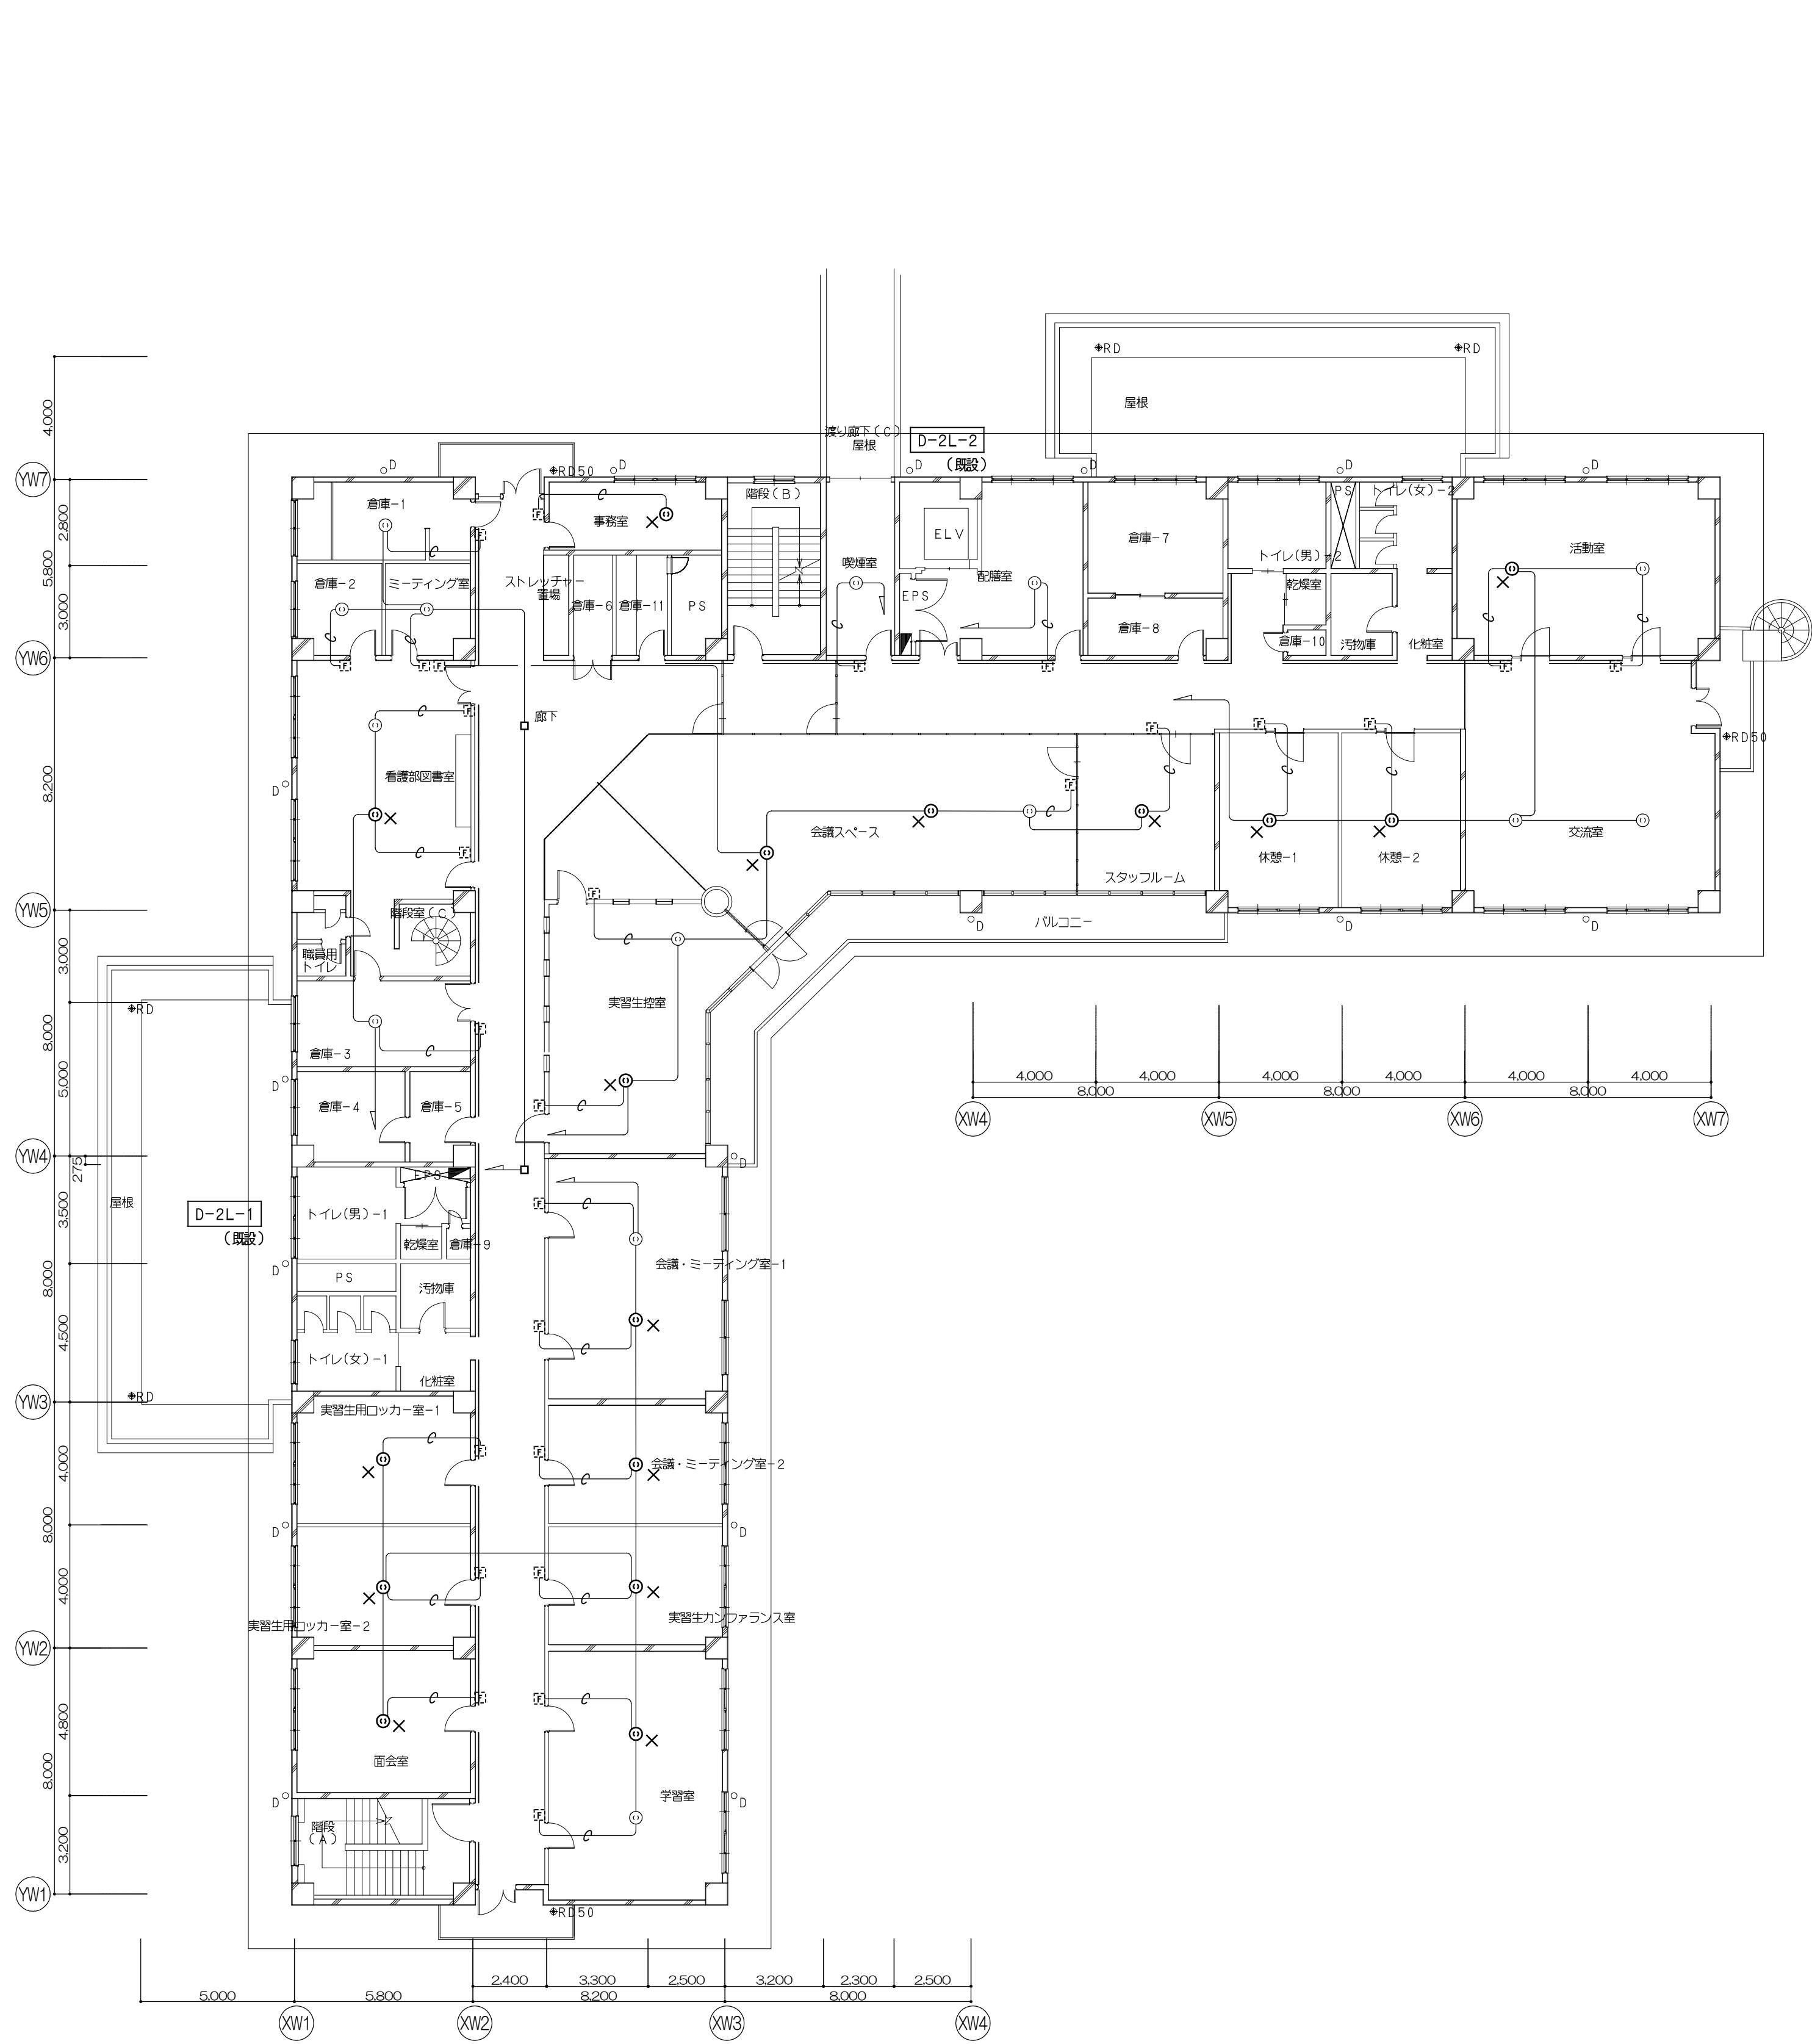 RD
RD
屋根
4,000
渡り廊下(C)
屋根
D-2L-2
(既設)
D
RD50
D
D
D
D
D
YW7
倉庫-1
事務室
階段(B)
PS
トイレ(女)-2
2,800
ELV
倉庫-7
活動室
5,800
倉庫-2
ミーティング室
ストレッチャー
置場
倉庫-6
倉庫-11
PS
喫煙室
EPS
配膳室
トイレ(男)-2
乾燥室
3,000
倉庫-8
倉庫-10
汚物庫
化粧室
YW6
廊下
RD50
8,200
看護部図書室
D
会議スペース
休憩-1
休憩-2
交流室
スタッフルーム
YW5
階段室(C)
D
バルコニー
D
D
職員用
トイレ
3,000
RD
実習生控室
8,000
倉庫-3
5,000
D
4,000
4,000
4,000
4,000
4,000
4,000
8,000
8,000
8,000
倉庫-4
倉庫-5
XW4
XW5
XW6
XW7
YW4
275
EPS
D
屋根
3,500
D-2L-1
(既設)
トイレ(男)-1
乾燥室
倉庫-9
D
会議・ミーティング室-1
8,000
PS
汚物庫
4,500
トイレ(女)-1
化粧室
YW3
RD
実習生用ロッカー室-1
4,000
会議・ミーティング室-2
8,000
D
D
4,000
実習生用ロッカー室-2
実習生カンファランス室
YW2
4,800
面会室
8,000
学習室
D
D
階段
(A)
3,200
YW1
RD50
2,400
3,300
2,500
3,200
2,300
2,500
5,000
5,800
8,200
8,000
XW1
XW2
XW3
XW4